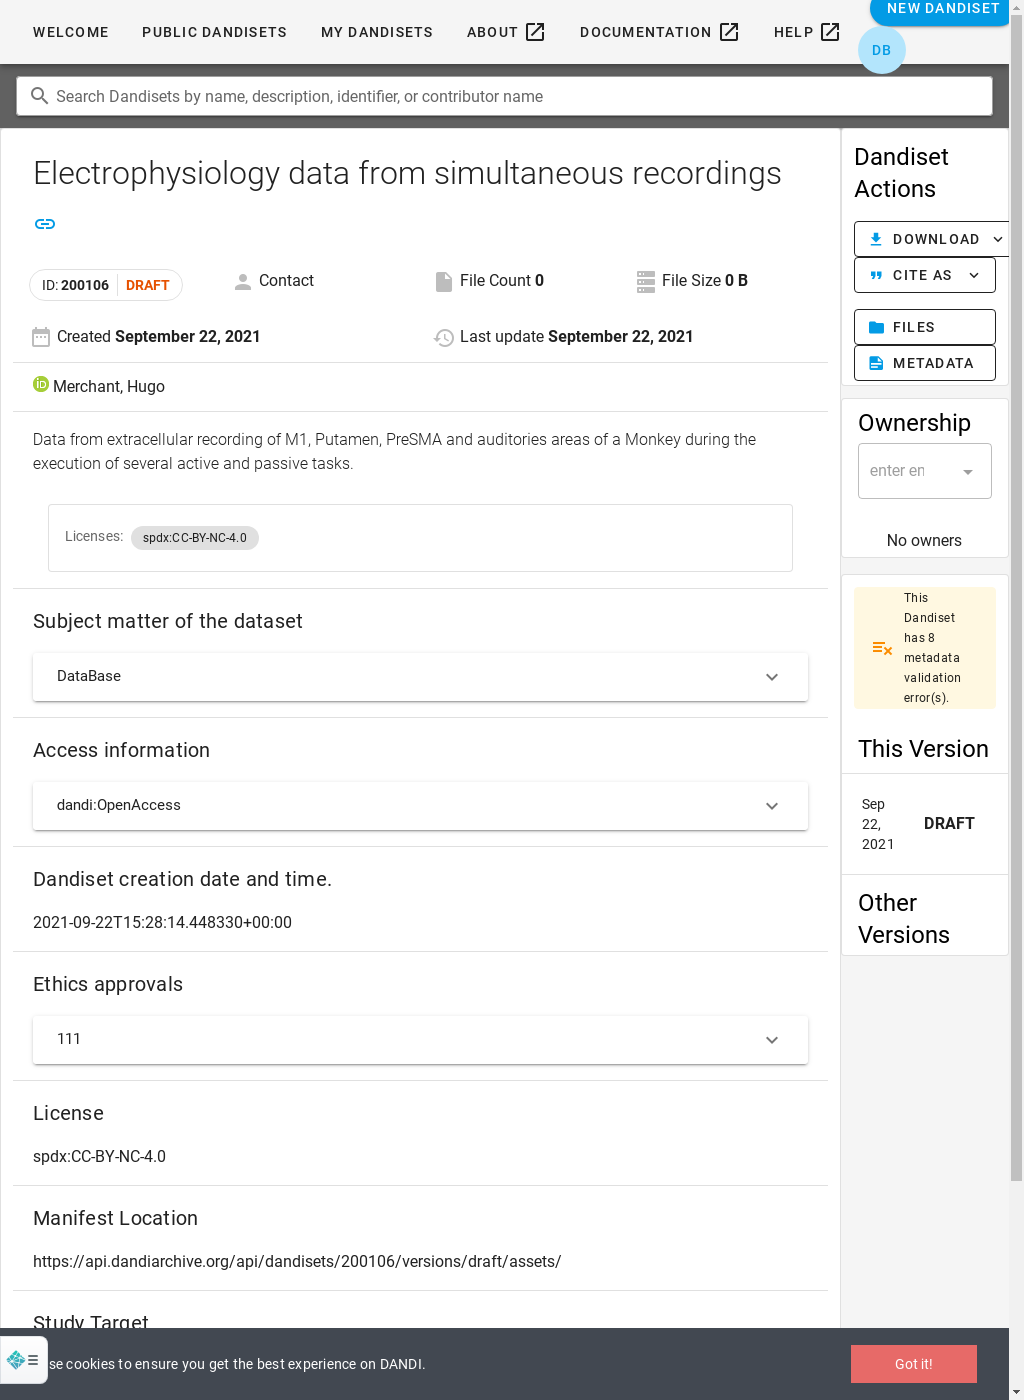 WELCOME PUBLIC DANDISETS MY DANDISETS ABOUT DOCUMENTATION HELP NEW DANDISET
DB
Search Dandisets by name, description, identifier, or contributor name
Electrophysiology data from simultaneous recordings
ID: 200106 DRAFT Contact File Count 0 File Size 0 B
Created September 22, 2021 Last update September 22, 2021
iD Merchant, Hugo
Data from extracellular recording of M1, Putamen, PreSMA and auditories areas of a Monkey during the
execution of several active and passive tasks.
Licenses: spdx:CC-BY-NC-4.0
Subject matter of the dataset
DataBase
Access information
dandi:OpenAccess
Dandiset creation date and time.
2021-09-22T15:28:14.448330+00:00
Ethics approvals
111
License
spdx:CC-BY-NC-4.0
Manifest Location
https://api.dandiarchive.org/api/dandisets/200106/versions/draft/assets/
Study Target
Dandiset
Actions
DOWNLOAD
CITE AS
FILES
METADATA
Ownership
enter en
No owners
This
Dandiset
has 8
metadata
validation
error(s).
This Version
Sep
22,
2021
DRAFT
Other
Versions
se cookies to ensure you get the best experience on DANDI.
Got it!